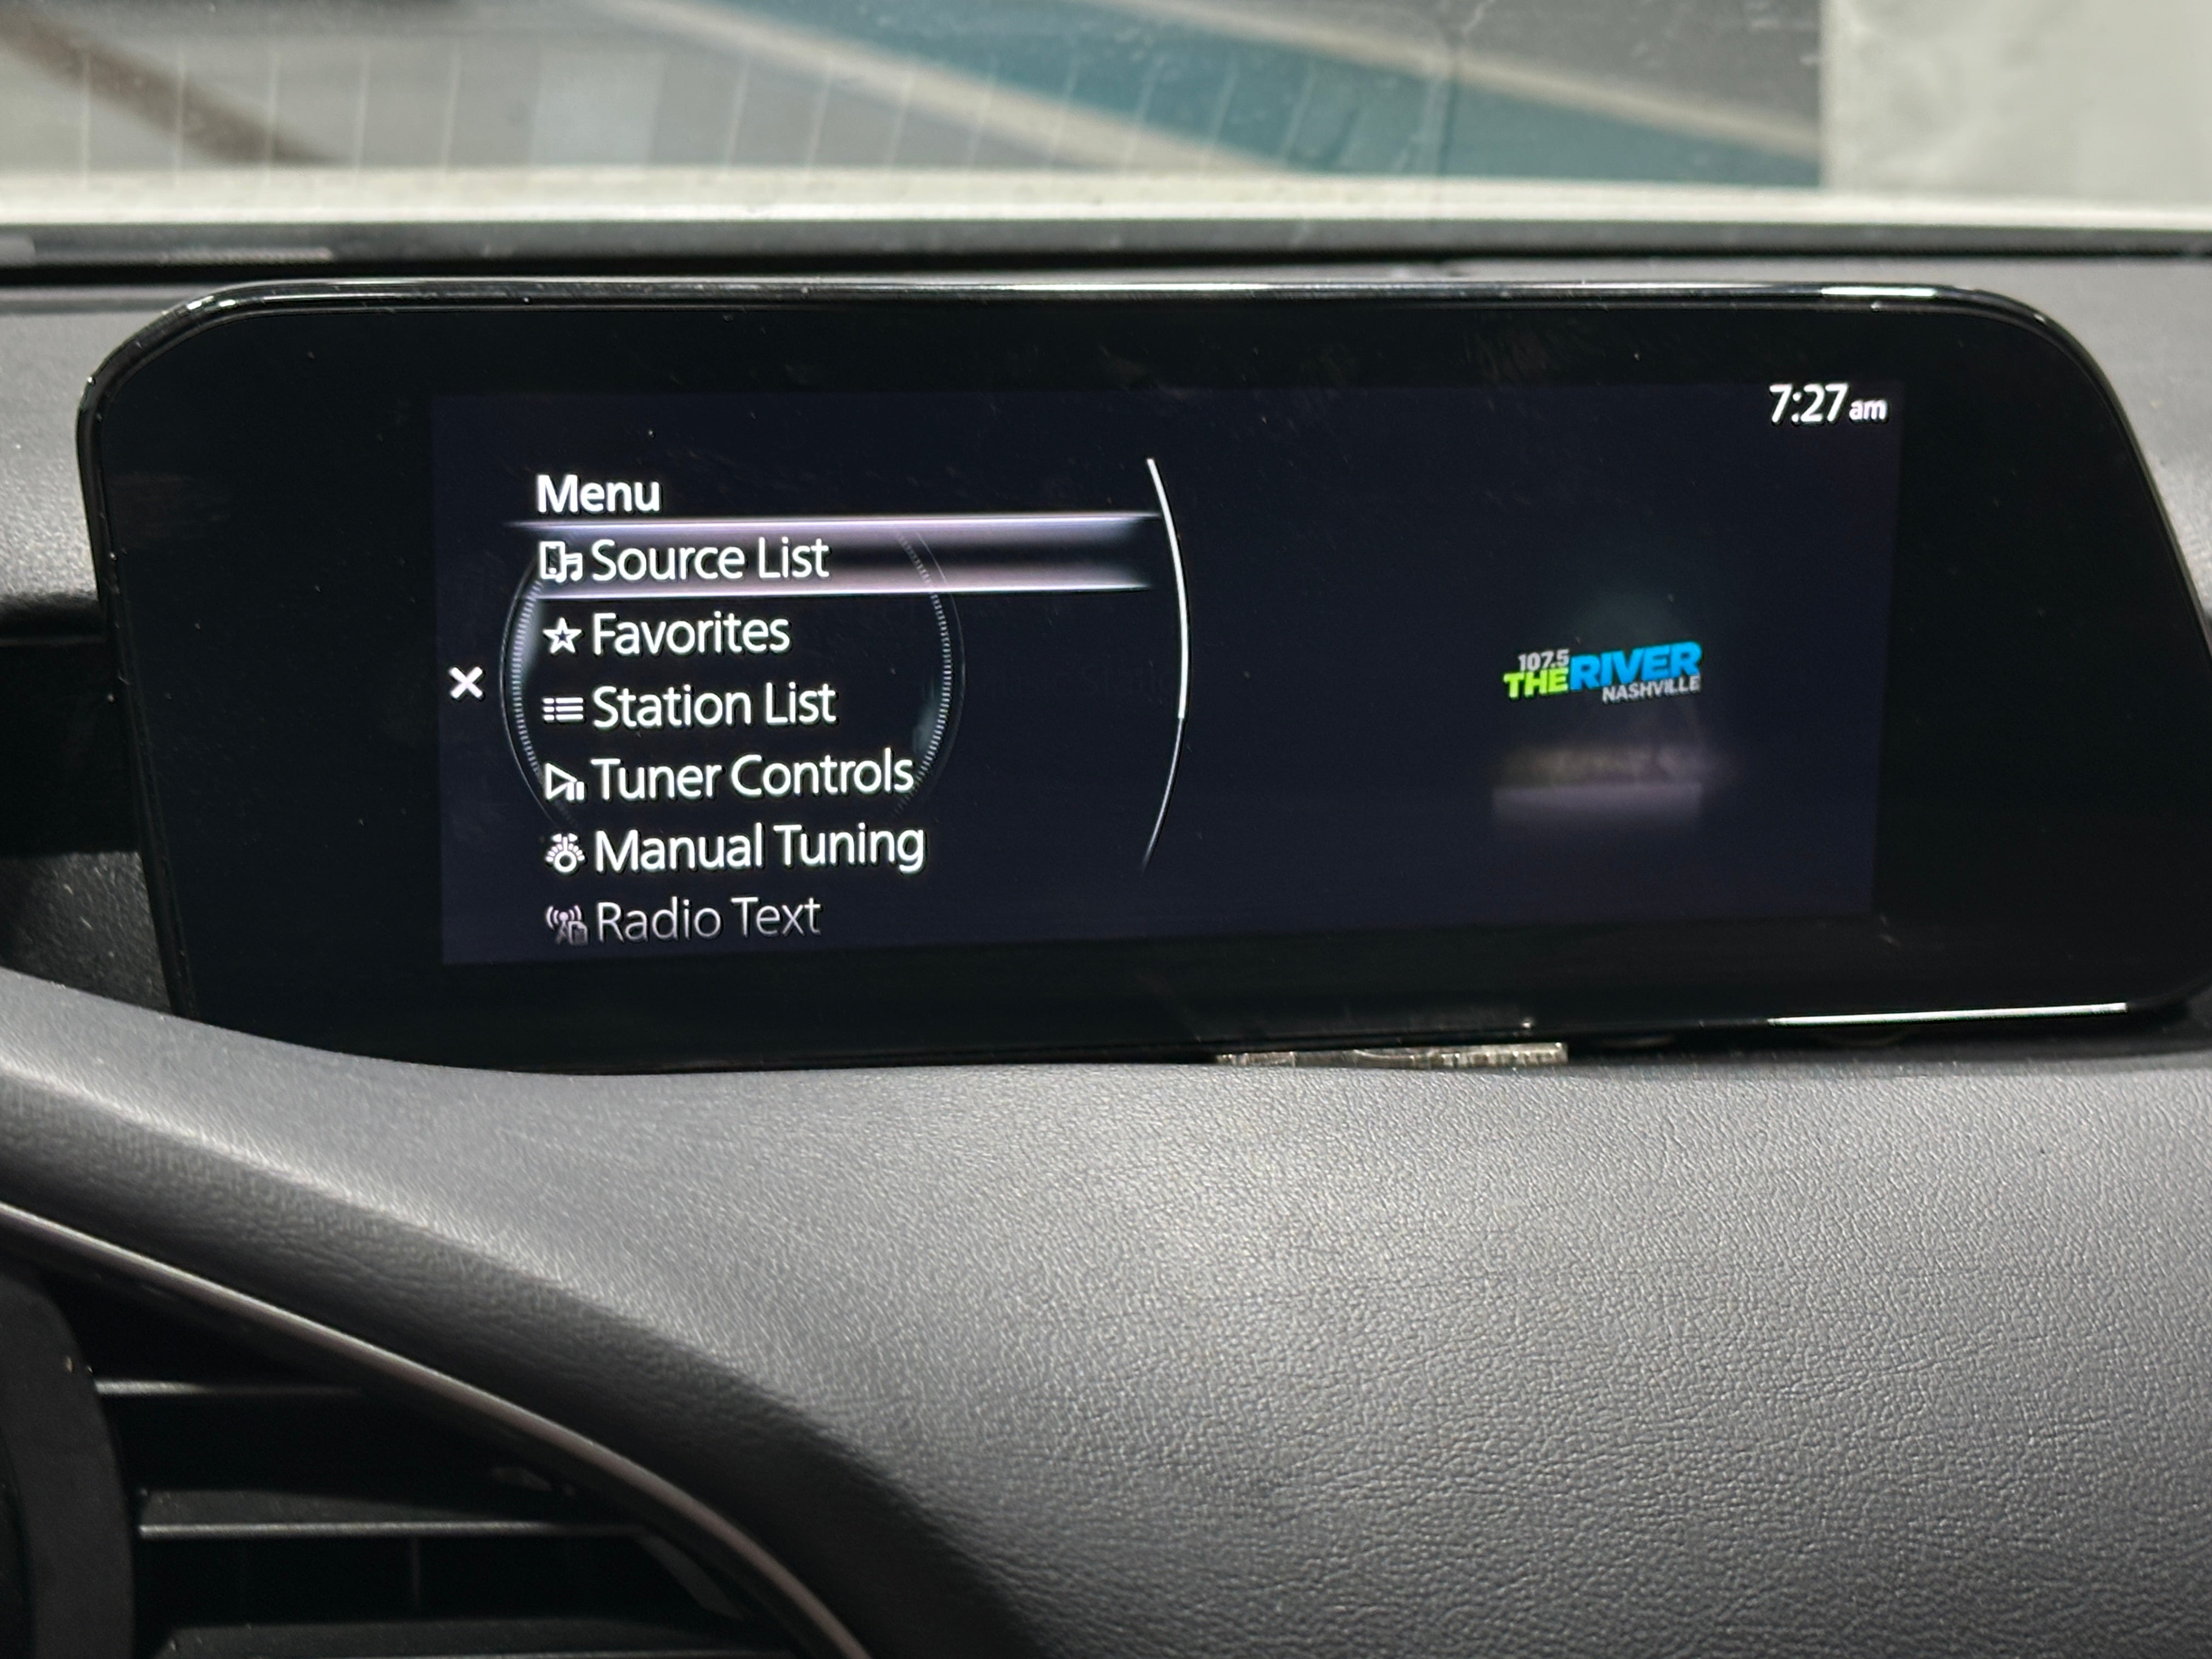 7:27 am
Menu
Source List
Favorites
Station List
Tuner Controls
Manual Tuning
Radio Text
107.5
THE RIVER
NASHVILLE